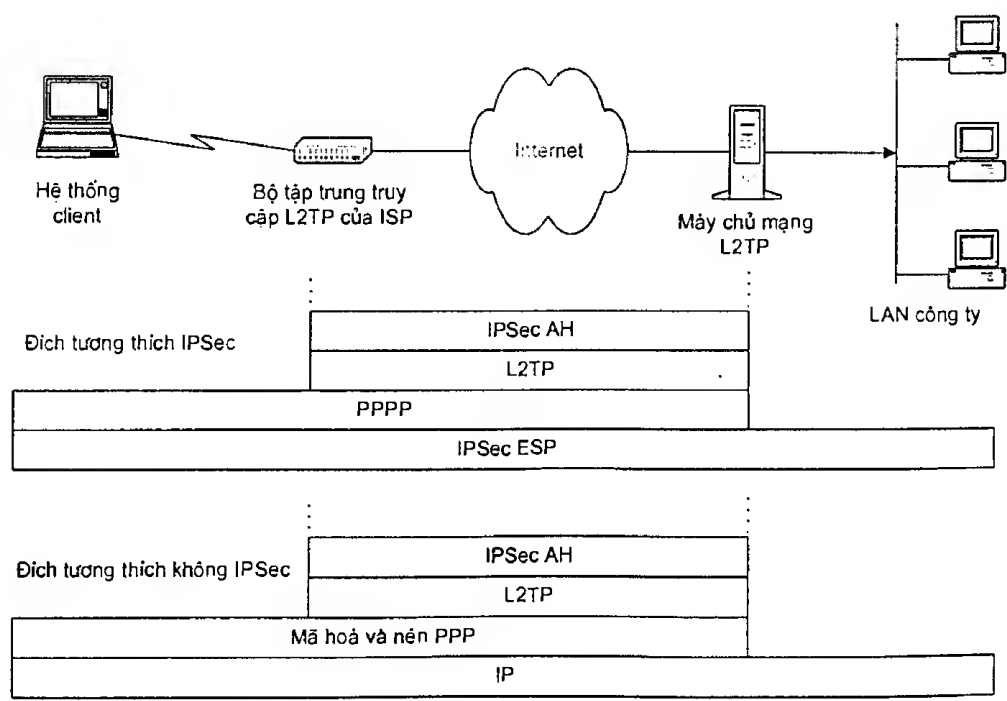 Internet
Hệ thống
client
Bộ tập trung truy
cập L2TP của ISP
Máy chủ mạng
L2TP
LAN công ty
Đích tương thích IPSec
IPSec AH
L2TP
PPPP
IPSec ESP
Đích tương thích không IPSec
IPSec AH
L2TP
Mã hoá và nén PPP
IP